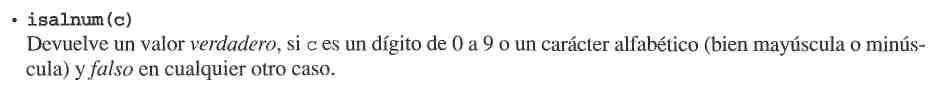 • isalnum(c)
Devuelve un valor verdadero, si c es un dígito de 0 a 9 o un carácter alfabético (bien mayúscula o minús-
cula) y falso en cualquier otro caso.